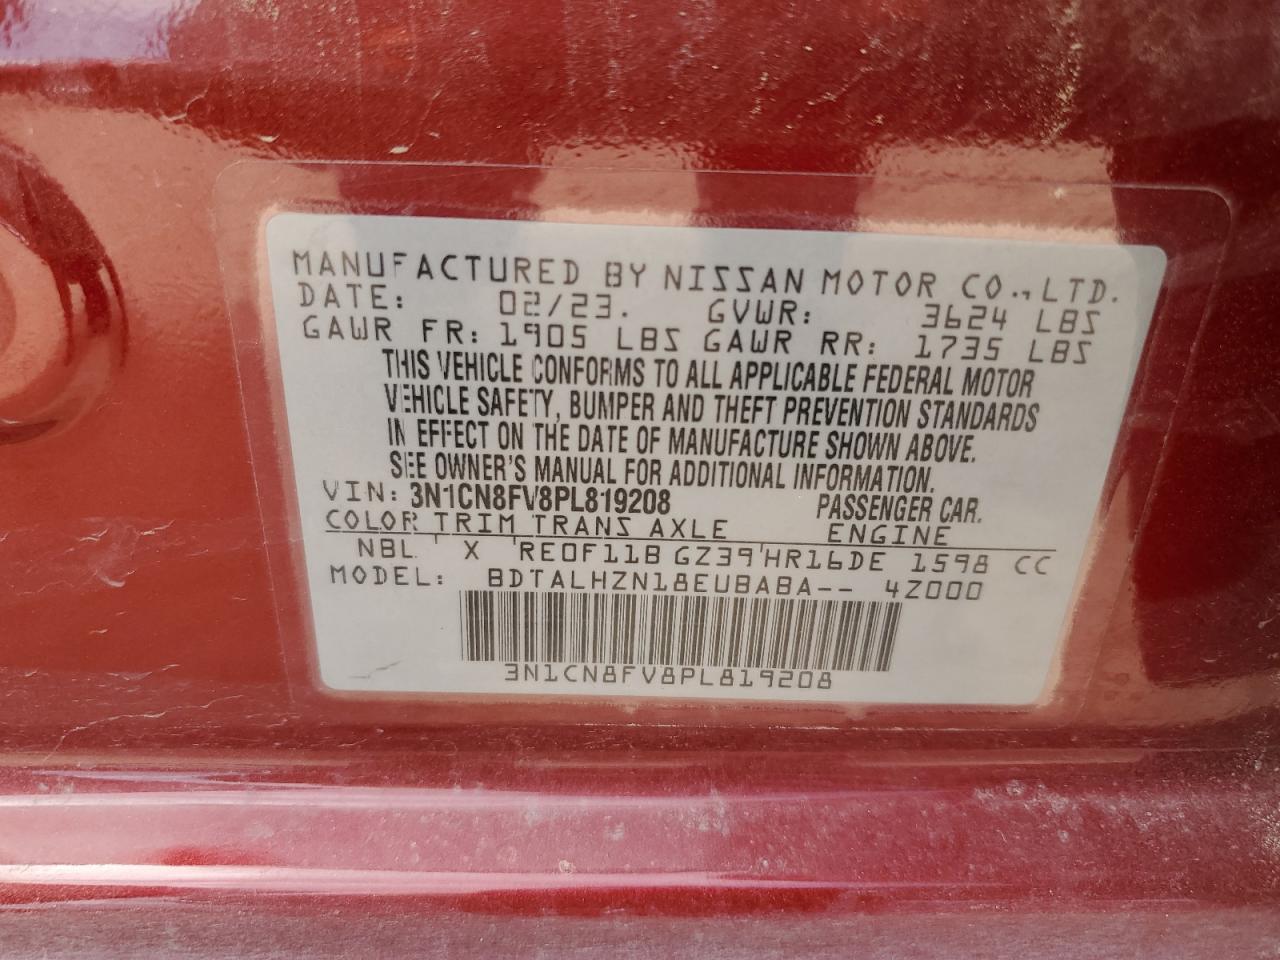 MANUFACTURED BY NISSAN MOTOR CO.,LTD.
DATE: 02/23. GVWR: 3624 LBS
GAWR FR: 1905 LBS GAWR RR: 1735 LBS
THIS VEHICLE CONFORMS TO ALL APPLICABLE FEDERAL MOTOR
VEHICLE SAFETY, BUMPER AND THEFT PREVENTION STANDARDS
IN EFFECT ON THE DATE OF MANUFACTURE SHOWN ABOVE.
SEE OWNER'S MANUAL FOR ADDITIONAL INFORMATION.
VIN: 3N1CN8FV8PL819208 PASSENGER CAR.
COLOR TRIM TRANS AXLE ENGINE
NBL X RE0F11B GZ39 HR16DE 1598 CC
MODEL: BDTALHZN18EUBABA-- 4Z000
3N1CN8FV8PL819208